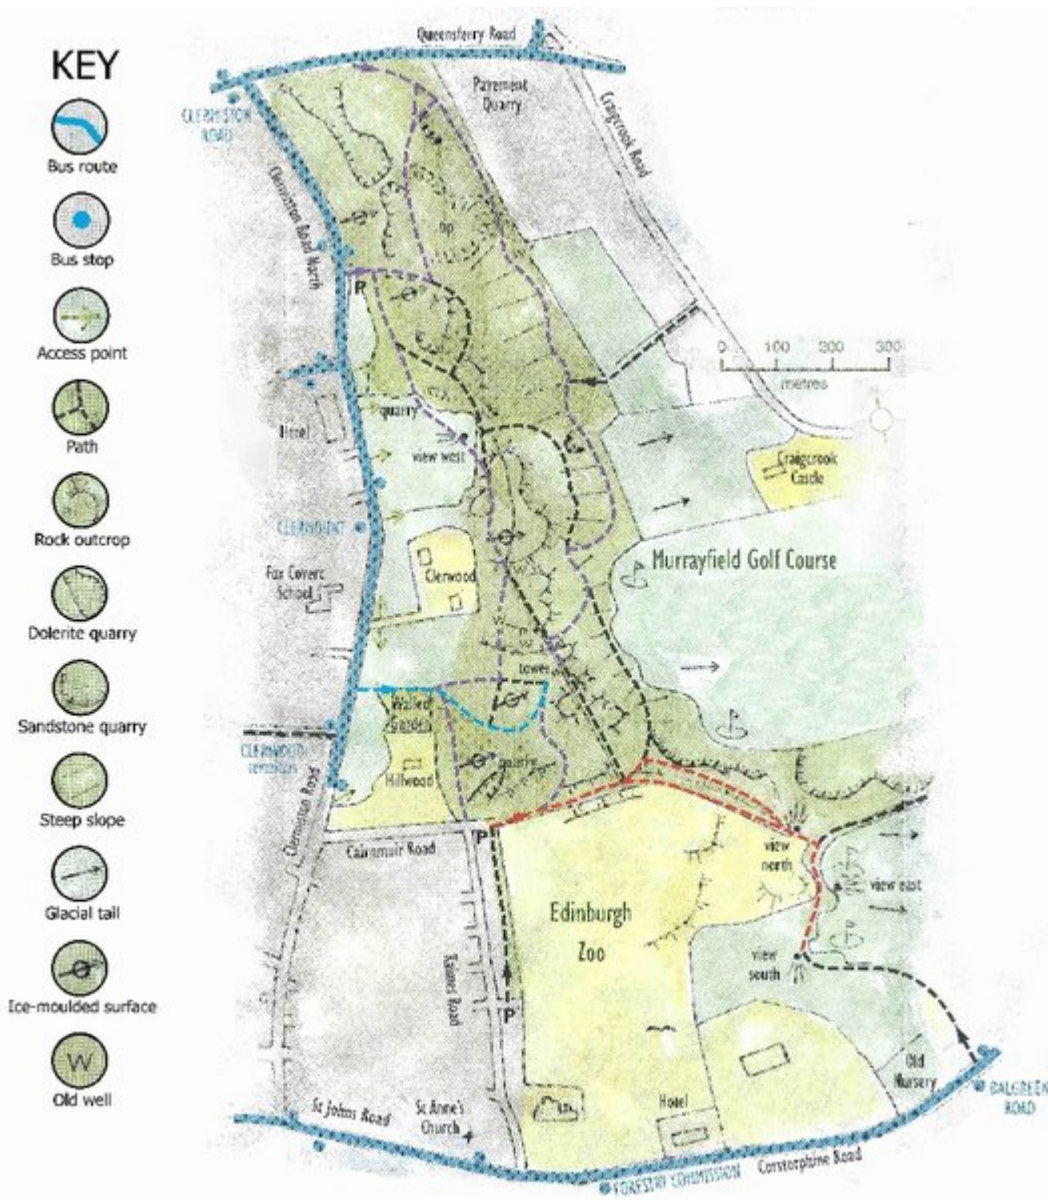 KEY
Bus route
Bus stop
Access point
Path
Rock outcrop
Dolerite quarry
Sandstone quarry
Steep slope
Glacial tail
Ice-moulded surface
W
Old well
Queensferry Road
CLERMISTON
ROAD
Pavement
Quarry
Craigcrook Road
Clermiston Road North
P
quarry
view west
Hotel
0 100 200 300
metres
Craigcrook
Castle
CLERMOUNT
Fox Covert
School
Clerwood
Murrayfield Golf Course
W
W
W
tower
Walled
Garden
CLERWOOD
Hillwood
quarry
Clermiston Road
Cairnmuir Road
P
view
north
view east
Edinburgh
Zoo
view
south
Kaimes Road
P
Old
Nursery
BALGREEN
ROAD
St Johns Road
St Anne's
Church
Hotel
FORESTRY COMMISSION
Corstorphine Road